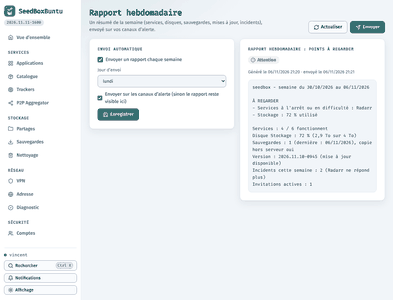 SeedBoxBuntu
2026.11.11-1500
Vue d'ensemble
SERVICES
Applications
Catalogue
Trackers
P2P Aggregator
STOCKAGE
Partages
Sauvegardes
Nettoyage
RÉSEAU
VPN
Adresse
Diagnostic
SÉCURITÉ
Comptes
vincent
Rechercher
Ctrl K
Notifications
Affichage
Rapport hebdomadaire
Un résumé de la semaine (services, disques, sauvegardes, mises à jour, incidents),
envoyé sur vos canaux d'alerte.
Actualiser
Envoyer
ENVOI AUTOMATIQUE
Envoyer un rapport chaque semaine
Jour d'envoi
lundi
Envoyer sur les canaux d'alerte (sinon le rapport reste
visible ici)
Enregistrer
RAPPORT HEBDOMADAIRE : POINTS À REGARDER
Attention
Généré le 06/11/2026 21:20 · envoyé le 06/11/2026 21:21
seedbox - semaine du 30/10/2026 au 06/11/2026
À REGARDER
- Services à l'arrêt ou en difficulté : Radarr
- Stockage : 72 % utilisé
Services : 4 / 6 fonctionnent
Disque Stockage : 72 % (2,9 To sur 4 To)
Sauvegardes : 1 (dernière : 06/11/2026), copie
hors serveur oui
Version : 2026.11.10-0941 (mise à jour
disponible)
Incidents cette semaine : 2 (Radarr ne répond
plus)
Invitations actives : 1